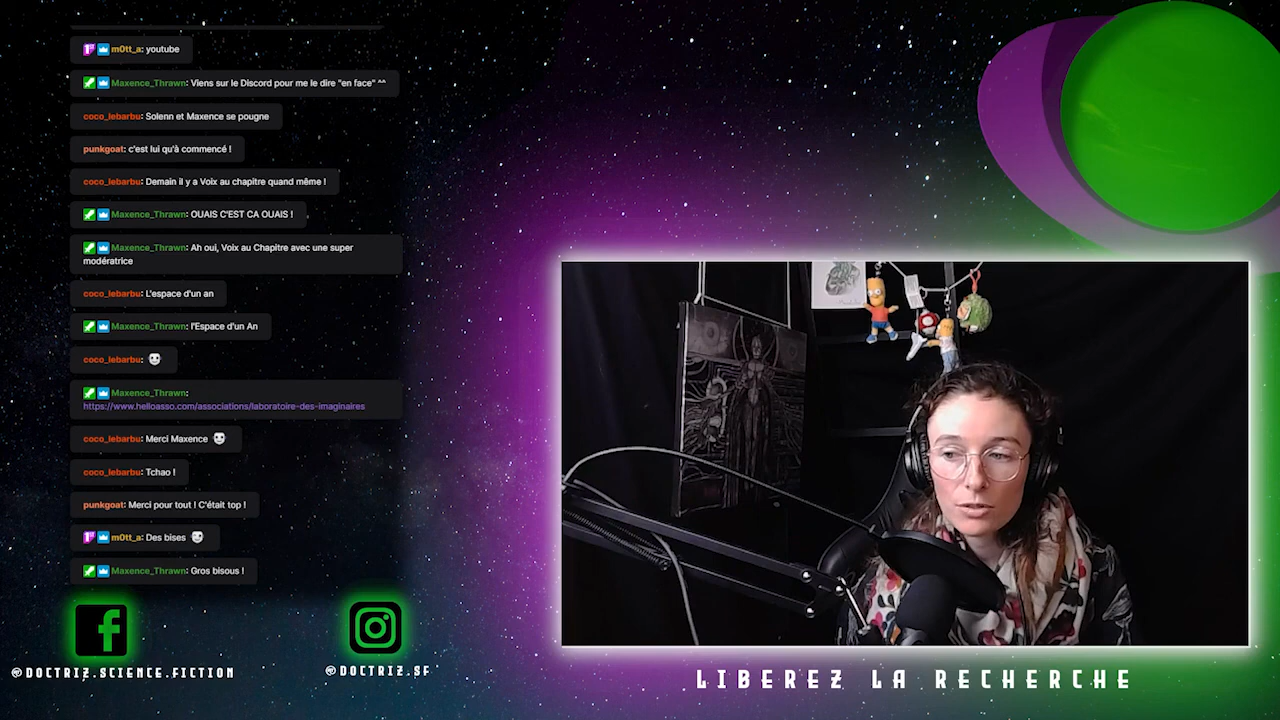 m0tt_a: youtube
Maxence_Thrawn: Viens sur le Discord pour me le dire "en face" ^^
coco_lebarbu: Solenn et Maxence se pougne
punkgoat: c'est lui qu'à commencé !
coco_lebarbu: Demain il y a Voix au chapitre quand même !
Maxence_Thrawn: OUAIS C'EST CA OUAIS !
Maxence_Thrawn: Ah oui, Voix au Chapitre avec une super
modératrice
coco_lebarbu: L'espace d'un an
Maxence_Thrawn: l'Espace d'un An
coco_lebarbu:
Maxence_Thrawn:
https://www.helloasso.com/associations/laboratoire-des-imaginaires
coco_lebarbu: Merci Maxence
coco_lebarbu: Tchao !
punkgoat: Merci pour tout ! C'était top !
m0tt_a: Des bises
Maxence_Thrawn: Gros bisous !
@DOCTRIZ.SCIENCE.FICTION
@DOCTRIZ.SF
LIBEREZ LA RECHERCHE